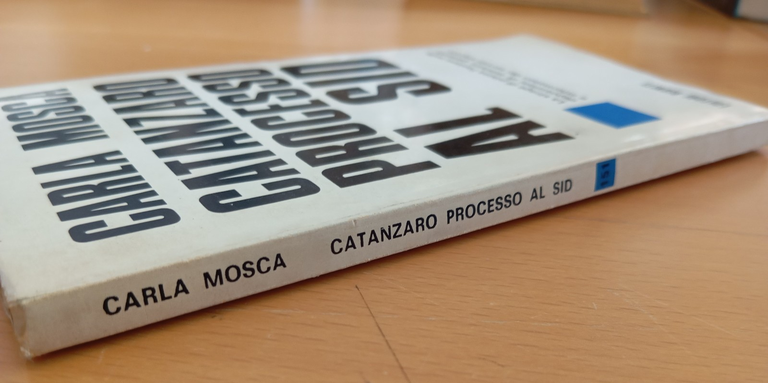 CARLA MOSCA
CATANZARO
PROCESSO
AL SID
CARLA MOSCA CATANZARO PROCESSO AL SID